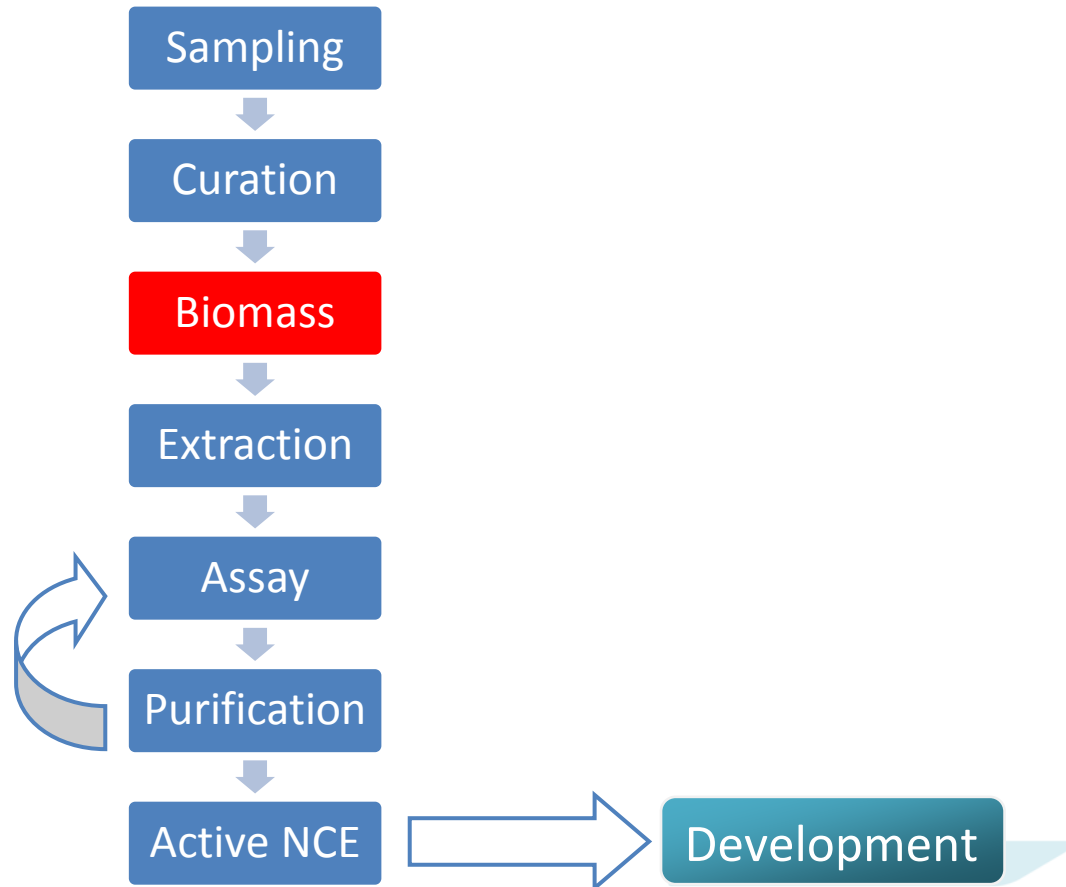 Sampling
Curation
Biomass
Extraction
Assay
Purification
Active NCE
Development